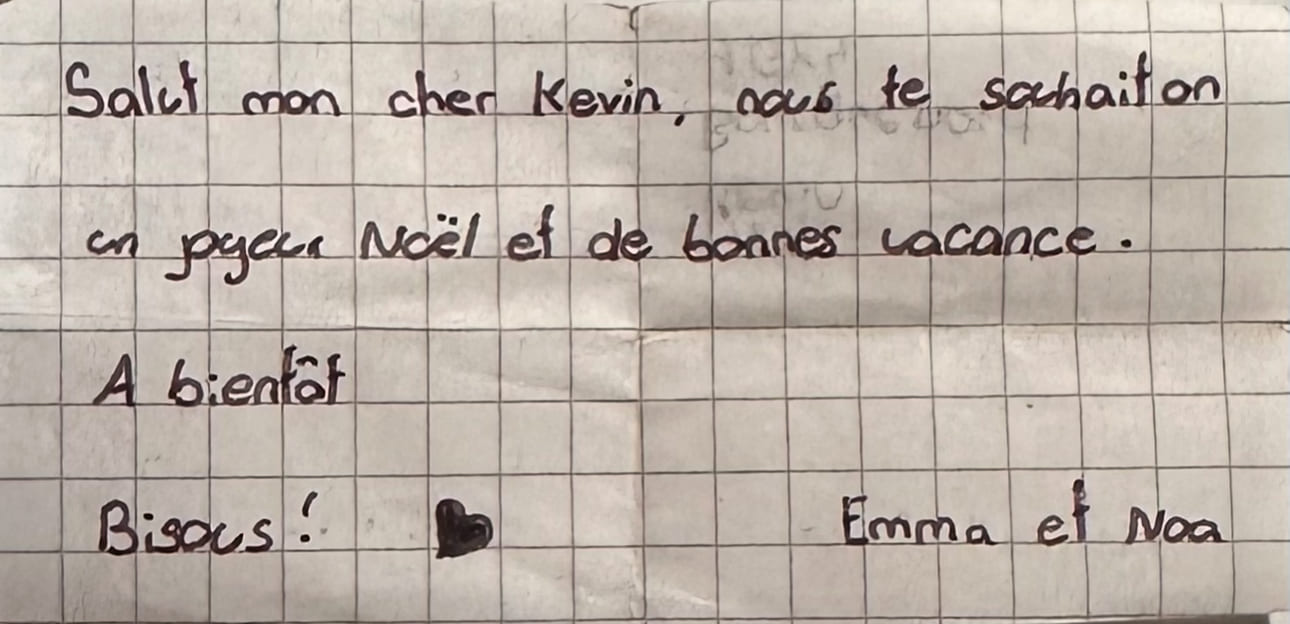 Salut mon cher Kevin, nous te souhaiton
un joyeux Noël et de bonnes vacance.
A bientôt
Bisous ! ♥ Emma et Noa